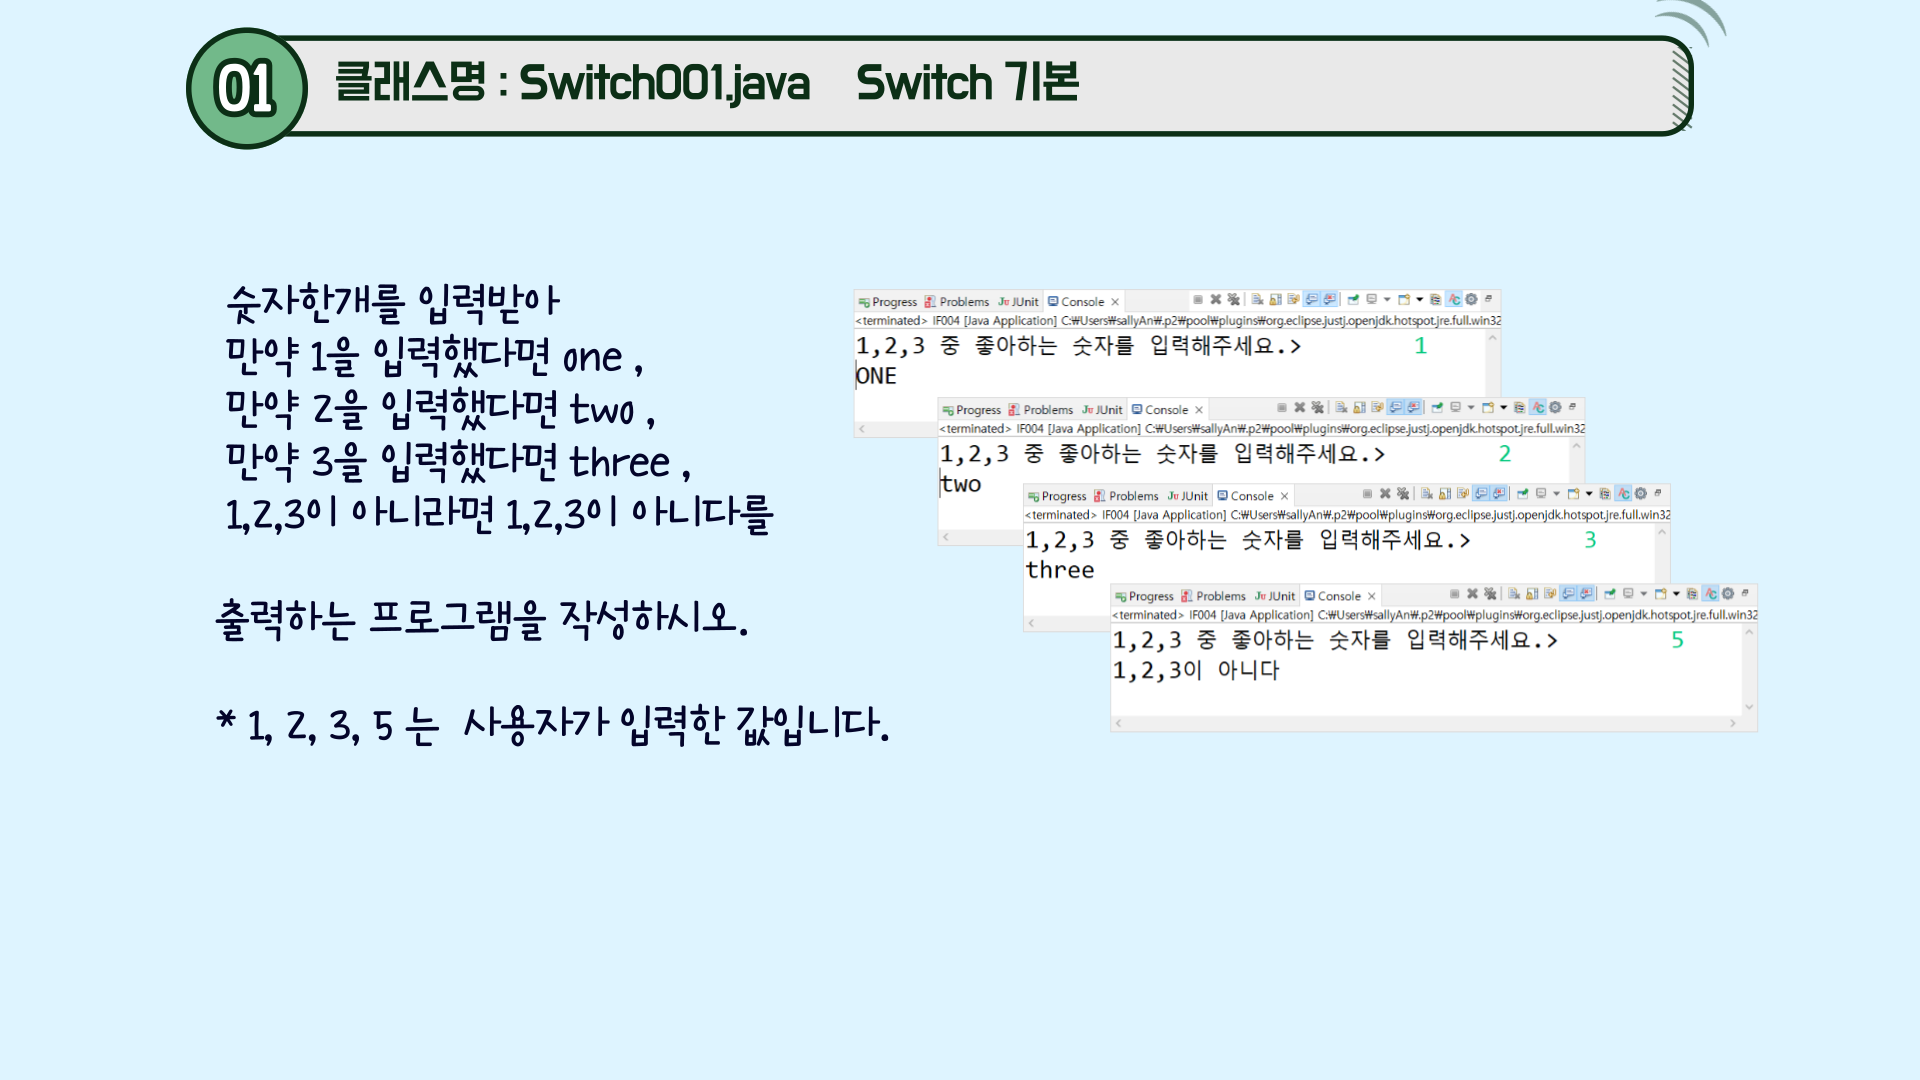 01
클래스명 : Switch001.java Switch 기본
숫자한개를 입력받아
만약 1을 입력했다면 one ,
만약 2을 입력했다면 two ,
만약 3을 입력했다면 three ,
1,2,3이 아니라면 1,2,3이 아니다를
출력하는 프로그램을 작성하시오.
* 1, 2, 3, 5 는 사용자가 입력한 값입니다.
Progress Problems JUnit Console
<terminated> IF004 [Java Application] C:₩Users₩sallyAn₩.p2₩pool₩plugins₩org.eclipse.justj.openjdk.hotspot.jre.full.win32
1,2,3 중 좋아하는 숫자를 입력해주세요.> 1
ONE
Progress Problems JUnit Console
<terminated> IF004 [Java Application] C:₩Users₩sallyAn₩.p2₩pool₩plugins₩org.eclipse.justj.openjdk.hotspot.jre.full.win32
1,2,3 중 좋아하는 숫자를 입력해주세요.> 2
two
Progress Problems JUnit Console
<terminated> IF004 [Java Application] C:₩Users₩sallyAn₩.p2₩pool₩plugins₩org.eclipse.justj.openjdk.hotspot.jre.full.win32
1,2,3 중 좋아하는 숫자를 입력해주세요.> 3
three
Progress Problems JUnit Console
<terminated> IF004 [Java Application] C:₩Users₩sallyAn₩.p2₩pool₩plugins₩org.eclipse.justj.openjdk.hotspot.jre.full.win32
1,2,3 중 좋아하는 숫자를 입력해주세요.> 5
1,2,3이 아니다